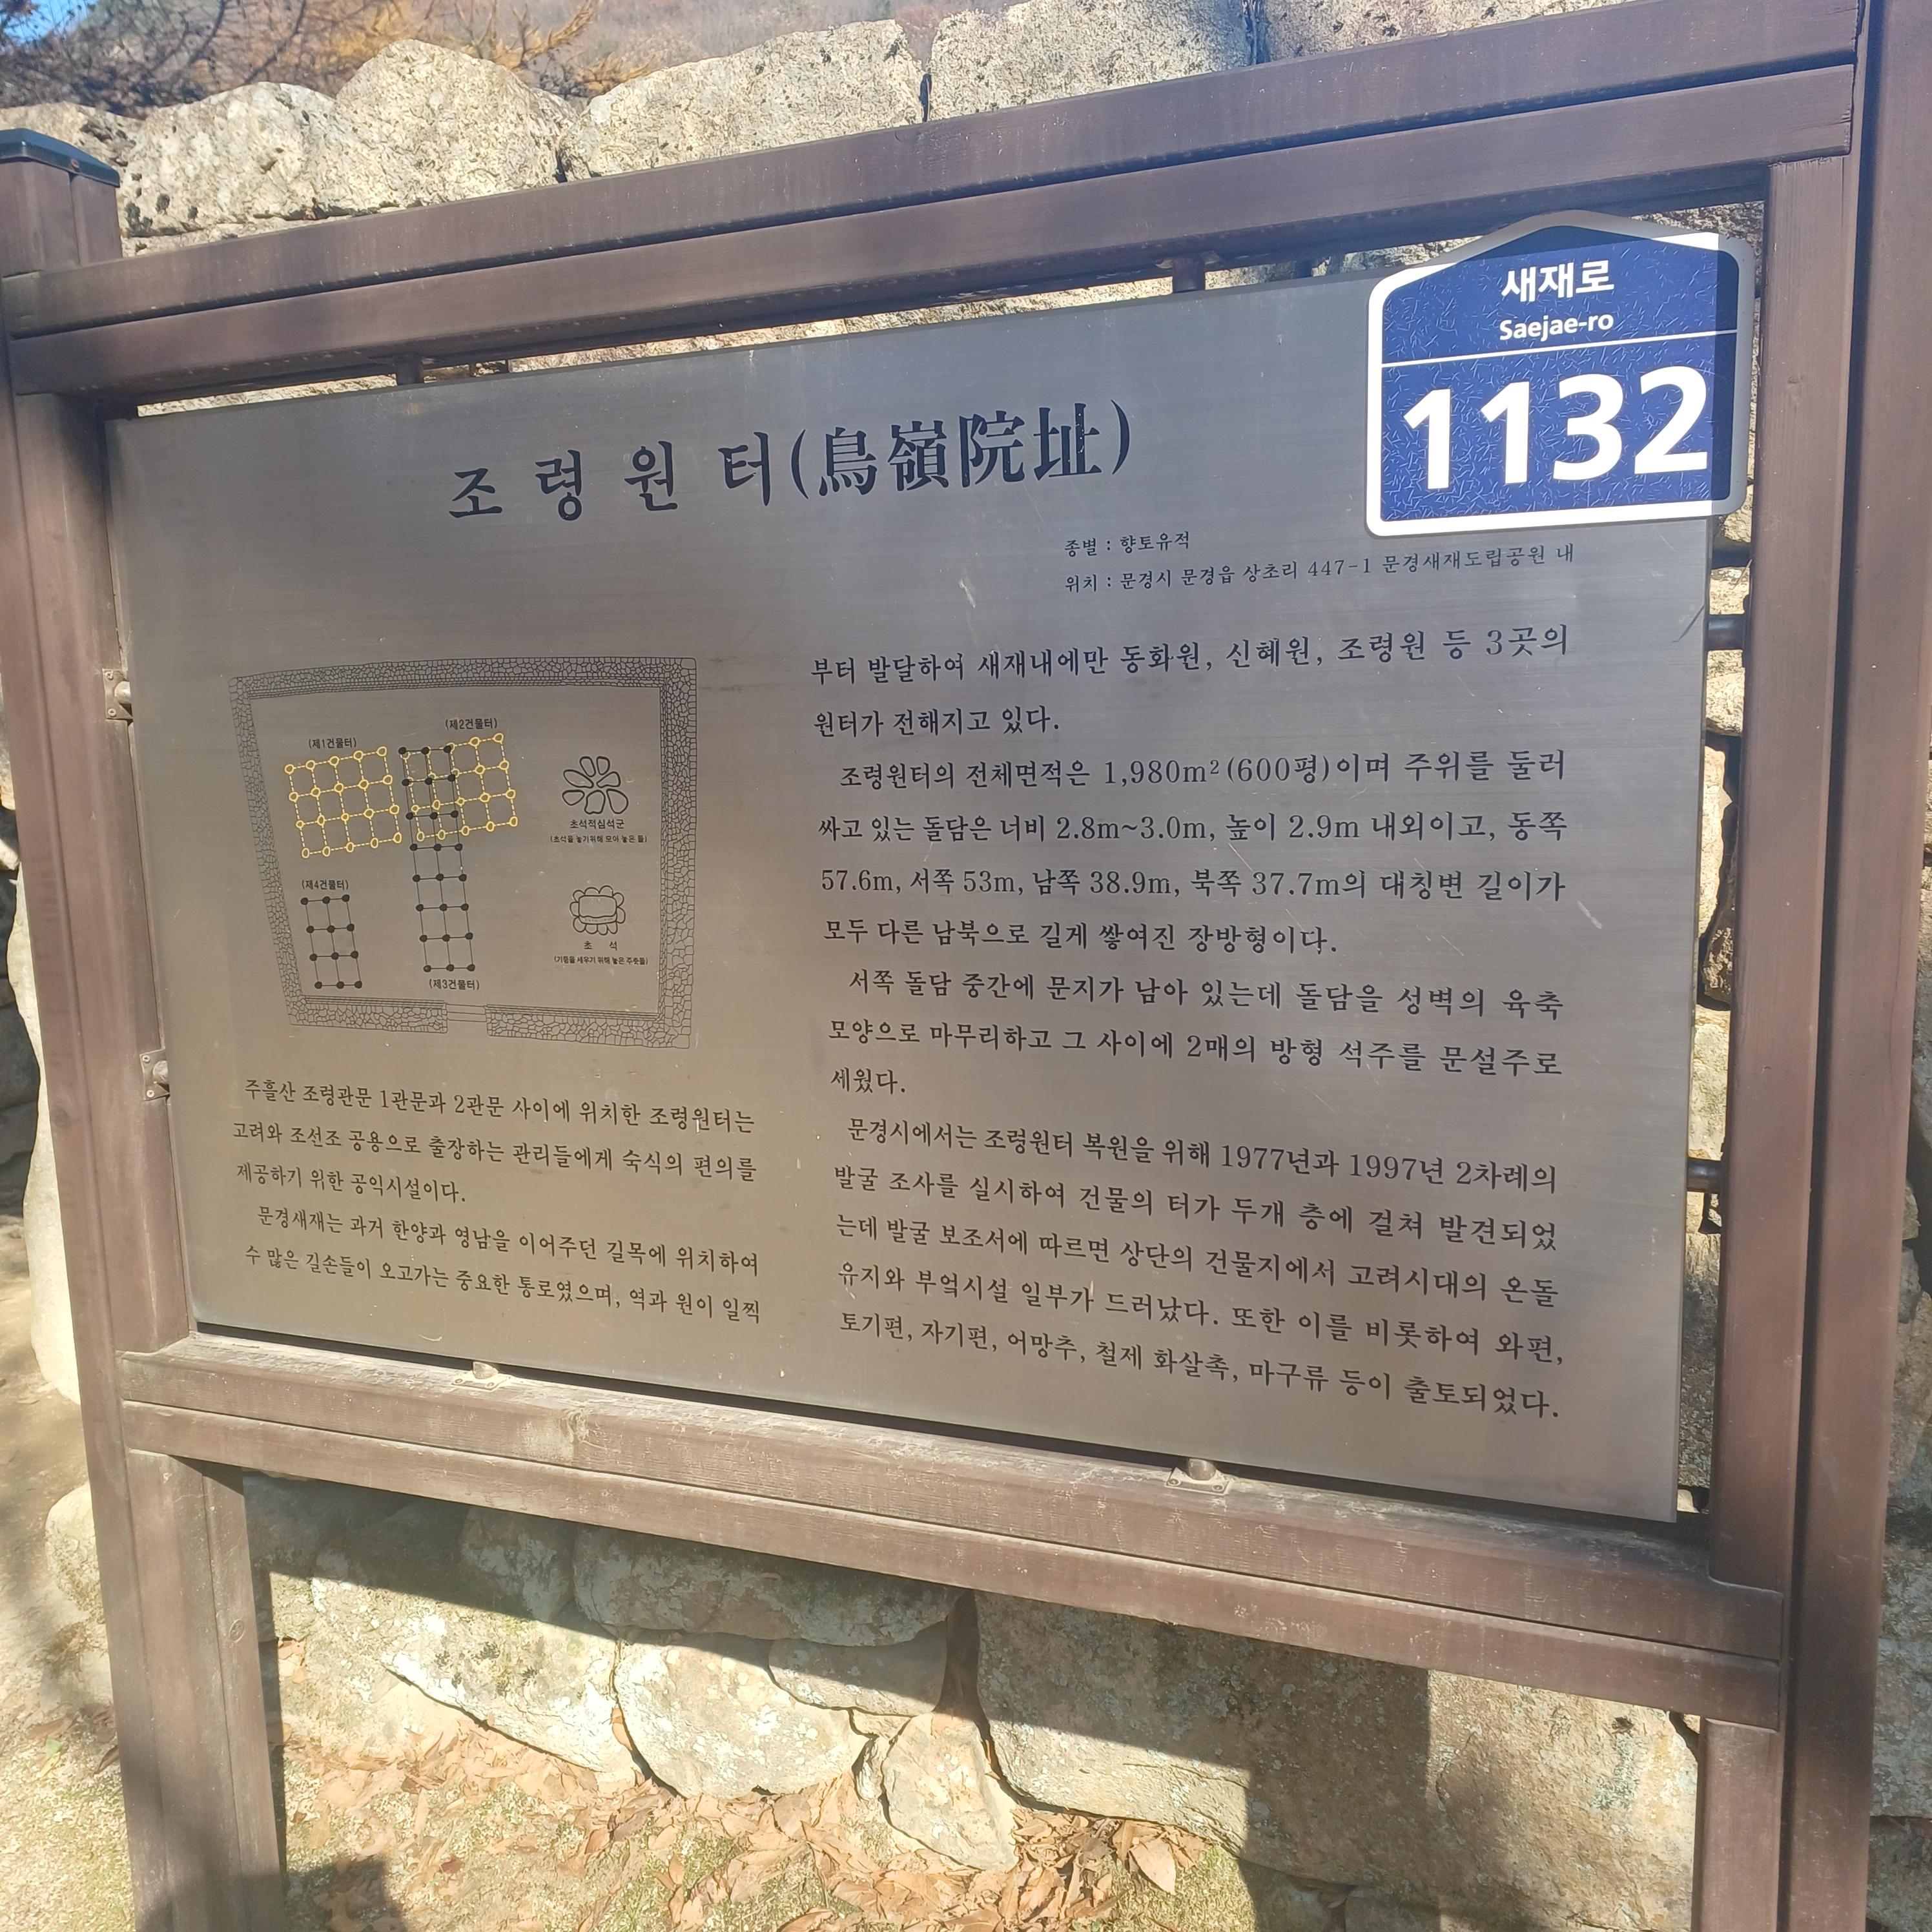 새재로
Saejae-ro
1132
조령원터(鳥嶺院址)
종별 : 향토유적
위치 : 문경시 문경읍 상초리 447-1 문경새재도립공원 내
(제1건물터)
(제2건물터)
초석적심석군
(초석을 놓기위해 모아 놓은 돌)
(제4건물터)
초 석
(기둥을 세우기 위해 놓은 주춧돌)
(제3건물터)
주흘산 조령관문 1관문과 2관문 사이에 위치한 조령원터는
고려와 조선조 공용으로 출장하는 관리들에게 숙식의 편의를
제공하기 위한 공익시설이다.
문경새재는 과거 한양과 영남을 이어주던 길목에 위치하여
수 많은 길손들이 오고가는 중요한 통로였으며, 역과 원이 일찍
부터 발달하여 새재내에만 동화원, 신혜원, 조령원 등 3곳의
원터가 전해지고 있다.
조령원터의 전체면적은 1,980m²(600평)이며 주위를 둘러
싸고 있는 돌담은 너비 2.8m~3.0m, 높이 2.9m 내외이고, 동쪽
57.6m, 서쪽 53m, 남쪽 38.9m, 북쪽 37.7m의 대칭변 길이가
모두 다른 남북으로 길게 쌓여진 장방형이다.
서쪽 돌담 중간에 문지가 남아 있는데 돌담을 성벽의 육축
모양으로 마무리하고 그 사이에 2매의 방형 석주를 문설주로
세웠다.
문경시에서는 조령원터 복원을 위해 1977년과 1997년 2차례의
발굴 조사를 실시하여 건물의 터가 두개 층에 걸쳐 발견되었
는데 발굴 보조서에 따르면 상단의 건물지에서 고려시대의 온돌
유지와 부엌시설 일부가 드러났다. 또한 이를 비롯하여 와편,
토기편, 자기편, 어망추, 철제 화살촉, 마구류 등이 출토되었다.